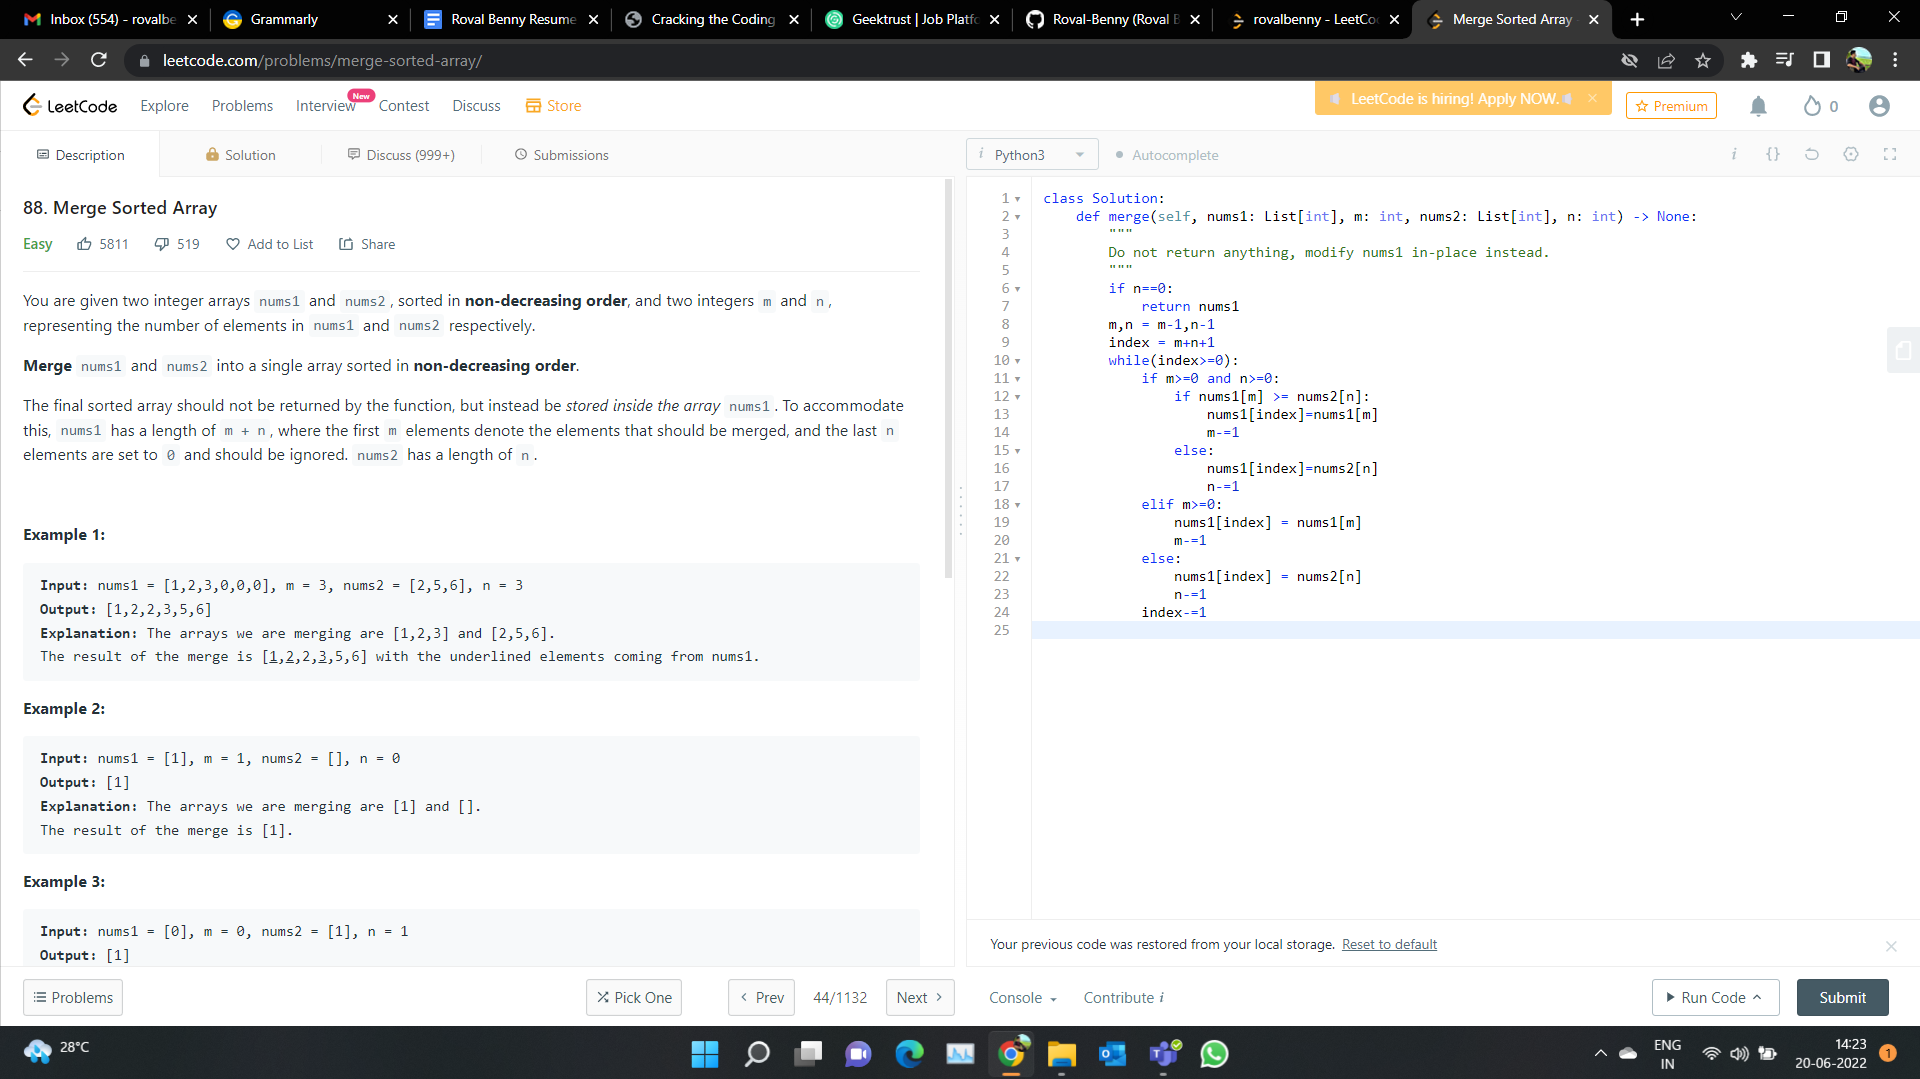 Inbox (554) - rovalbe
Grammarly
Roval Benny Resume
Cracking the Coding
Geektrust | Job Platfo
Roval-Benny (Roval B
rovalbenny - LeetCo
Merge Sorted Array
leetcode.com/problems/merge-sorted-array/
LeetCode
Explore
Problems
Interview
New
Contest
Discuss
Store
LeetCode is hiring! Apply NOW.
Premium
0
Description
Solution
Discuss (999+)
Submissions
88. Merge Sorted Array
Easy
5811
519
Add to List
Share
You are given two integer arrays nums1 and nums2, sorted in non-decreasing order, and two integers m and n,
representing the number of elements in nums1 and nums2 respectively.
Merge nums1 and nums2 into a single array sorted in non-decreasing order.
The final sorted array should not be returned by the function, but instead be stored inside the array nums1. To accommodate
this, nums1 has a length of m + n, where the first m elements denote the elements that should be merged, and the last n
elements are set to 0 and should be ignored. nums2 has a length of n.
Example 1:
Input: nums1 = [1,2,3,0,0,0], m = 3, nums2 = [2,5,6], n = 3
Output: [1,2,2,3,5,6]
Explanation: The arrays we are merging are [1,2,3] and [2,5,6].
The result of the merge is [1,2,2,3,5,6] with the underlined elements coming from nums1.
Example 2:
Input: nums1 = [1], m = 1, nums2 = [], n = 0
Output: [1]
Explanation: The arrays we are merging are [1] and [].
The result of the merge is [1].
Example 3:
Input: nums1 = [0], m = 0, nums2 = [1], n = 1
Output: [1]
Problems
Pick One
Prev
44/1132
Next
i Python3
Autocomplete
i {}
1 class Solution:
2     def merge(self, nums1: List[int], m: int, nums2: List[int], n: int) -> None:
3         """
4         Do not return anything, modify nums1 in-place instead.
5         """
6         if n==0:
7             return nums1
8         m,n = m-1,n-1
9         index = m+n+1
10         while(index>=0):
11             if m>=0 and n>=0:
12                 if nums1[m] >= nums2[n]:
13                     nums1[index]=nums1[m]
14                     m-=1
15                 else:
16                     nums1[index]=nums2[n]
17                     n-=1
18             elif m>=0:
19                 nums1[index] = nums1[m]
20                 m-=1
21             else:
22                 nums1[index] = nums2[n]
23                 n-=1
24             index-=1
25
Your previous code was restored from your local storage. Reset to default
Console
Contribute i
Run Code
Submit
28°C
ENG
IN
14:23
20-06-2022
1